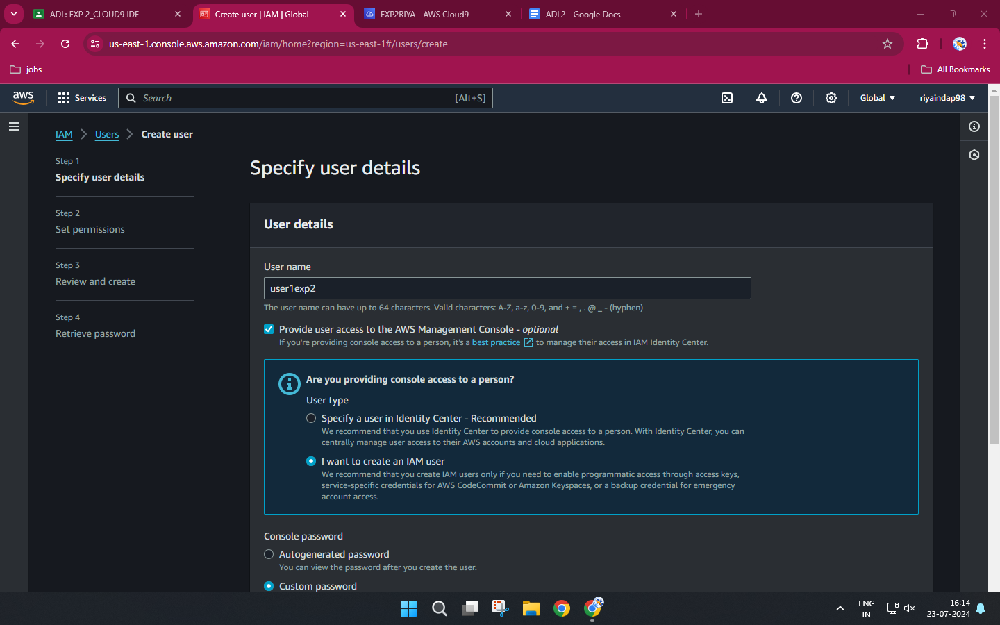 ADL: EXP 2_CLOUD9 IDE
Create user | IAM | Global
EXP2RIYA - AWS Cloud9
ADL2 - Google Docs
us-east-1.console.aws.amazon.com/iam/home?region=us-east-1#/users/create
jobs
All Bookmarks
aws
Services
Search
[Alt+S]
Global
riyaindap98
IAM
Users
Create user
Step 1
Specify user details
Step 2
Set permissions
Step 3
Review and create
Step 4
Retrieve password
Specify user details
User details
User name
user1exp2
The user name can have up to 64 characters. Valid characters: A-Z, a-z, 0-9, and + = , . @ _ - (hyphen)
Provide user access to the AWS Management Console - optional
If you're providing console access to a person, it's a best practice to manage their access in IAM Identity Center.
Are you providing console access to a person?
User type
Specify a user in Identity Center - Recommended
We recommend that you use Identity Center to provide console access to a person. With Identity Center, you can
centrally manage user access to their AWS accounts and cloud applications.
I want to create an IAM user
We recommend that you create IAM users only if you need to enable programmatic access through access keys,
service-specific credentials for AWS CodeCommit or Amazon Keyspaces, or a backup credential for emergency
account access.
Console password
Autogenerated password
You can view the password after you create the user.
Custom password
ENG
IN
16:14
23-07-2024